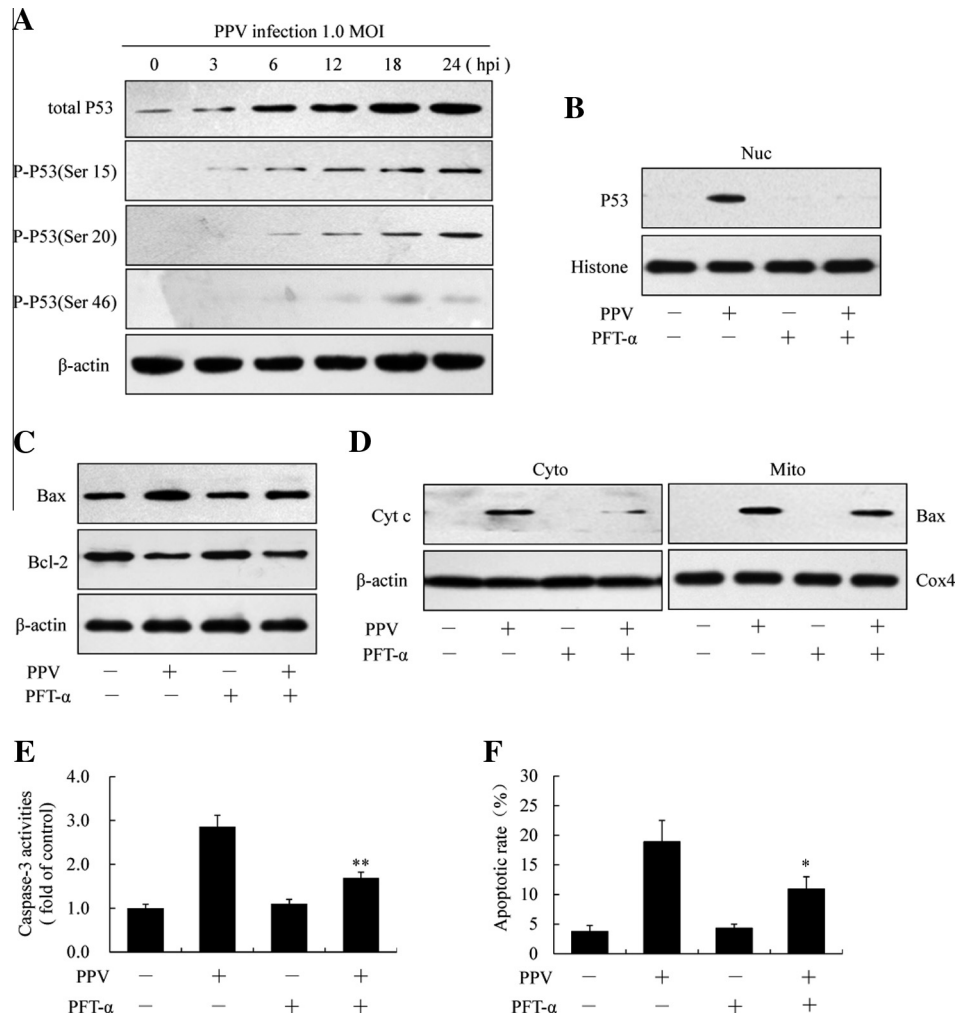 A
PPV infection 1.0 MOI
0 3 6 12 18 24 ( hpi )
total P53
P-P53(Ser 15)
P-P53(Ser 20)
P-P53(Ser 46)
β-actin
B
Nuc
P53
Histone
PPV − + − +
PFT-α − − + +
C
Bax
Bcl-2
β-actin
PPV − + − +
PFT-α − − + +
D
Cyto Mito
Cyt c Bax
β-actin Cox4
PPV − + − + − + − +
PFT-α − − + + − − + +
E
Caspase-3 activities
( fold of control)
4.0
3.0
2.0
1.0
0.0
**
PPV − + − +
PFT-α − − + +
F
Apoptotic rate (%)
30
25
20
15
10
5
0
*
PPV − + − +
PFT-α − − + +